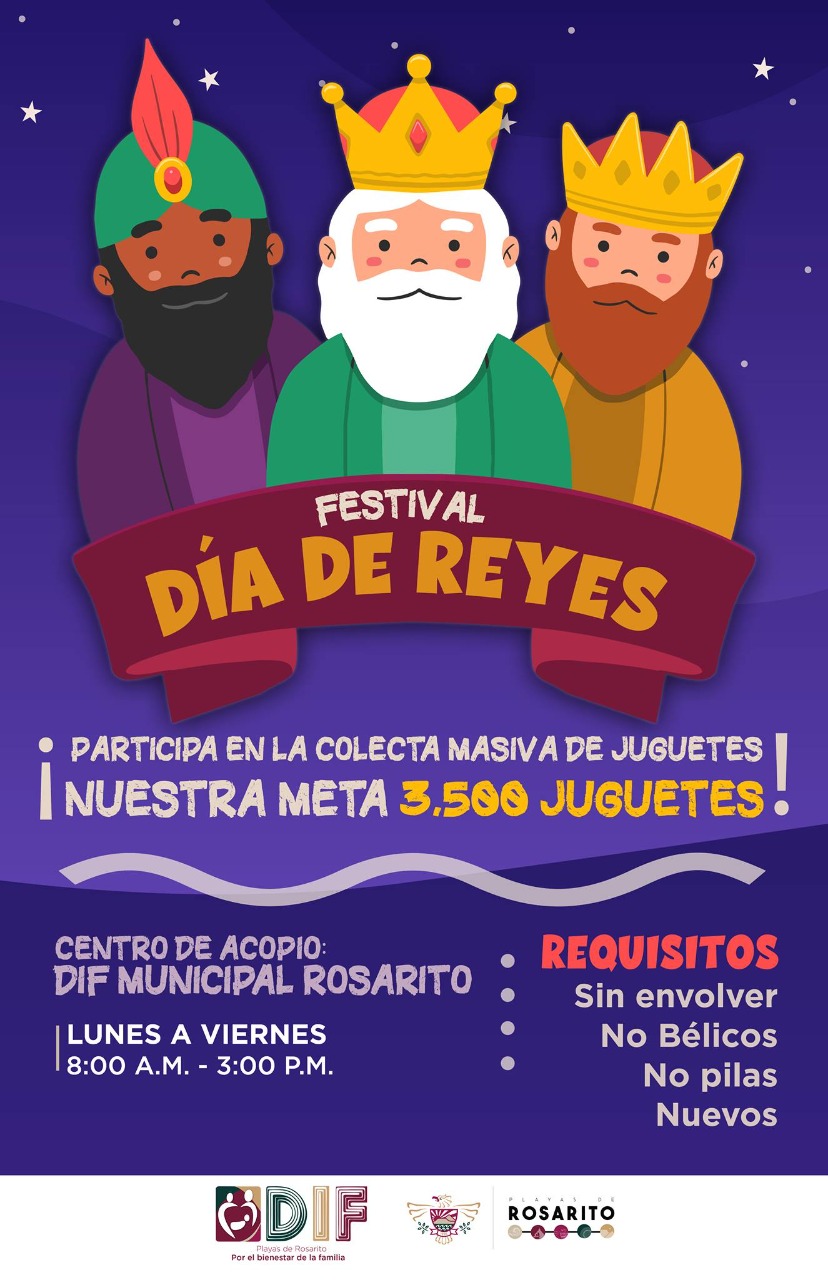 FESTIVAL
DÍA DE REYES
¡PARTICIPA EN LA COLECTA MASIVA DE JUGUETES
NUESTRA META 3,500 JUGUETES!
CENTRO DE ACOPIO:
DIF MUNICIPAL ROSARITO
LUNES A VIERNES
8:00 A.M. - 3:00 P.M.
REQUISITOS
Sin envolver
No Bélicos
No pilas
Nuevos
DIF
Playas de Rosarito
Por el bienestar de la familia
PLAYAS DE
ROSARITO